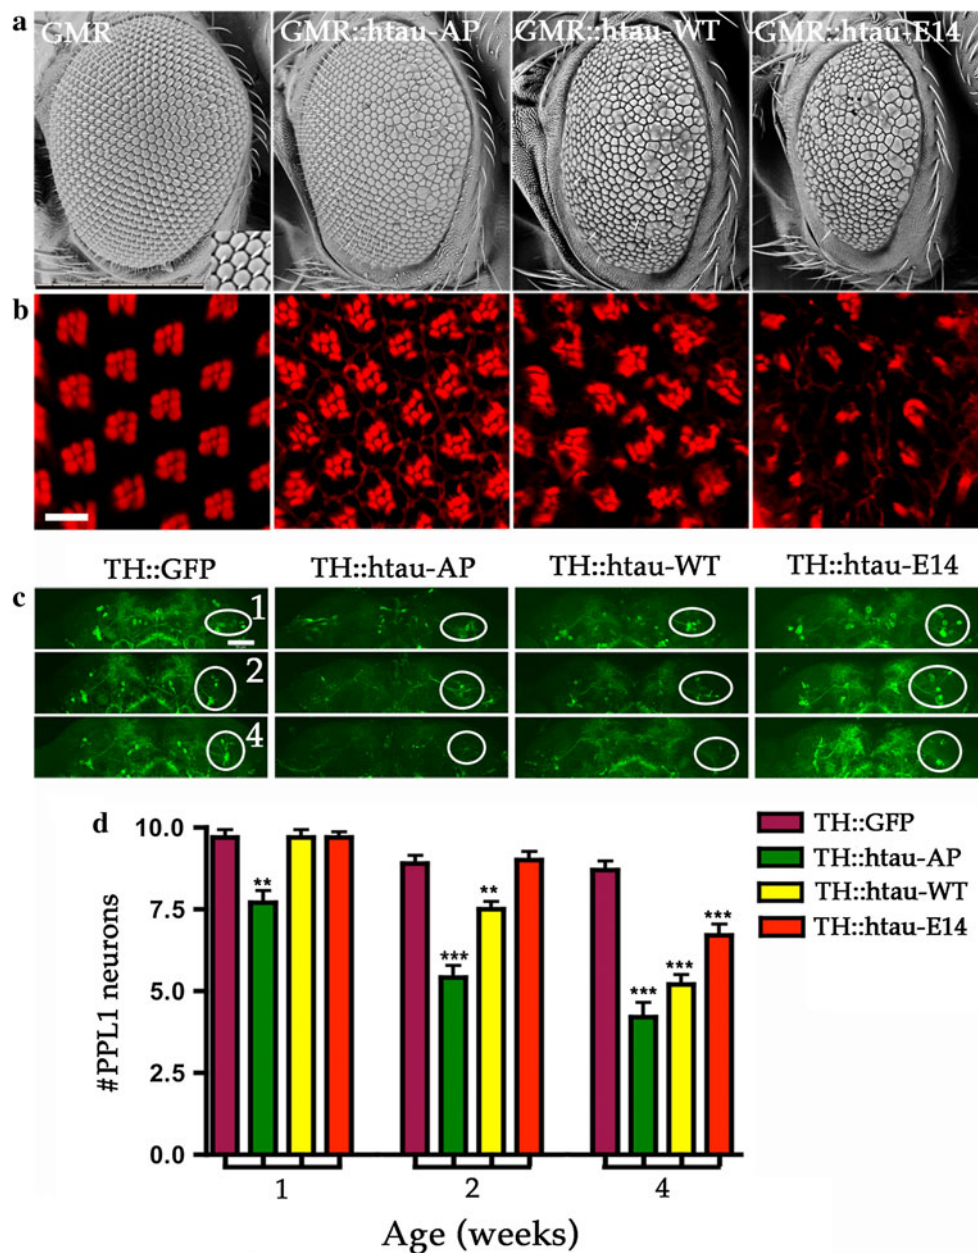 a
GMR
GMR::htau-AP
GMR::htau-WT
GMR::htau-E14
b
TH::GFP
TH::htau-AP
TH::htau-WT
TH::htau-E14
c
1
2
4
d
10.0
7.5
5.0
2.5
0.0
#PPL1 neurons
**
***
**
***
***
***
1
2
4
Age (weeks)
TH::GFP
TH::htau-AP
TH::htau-WT
TH::htau-E14